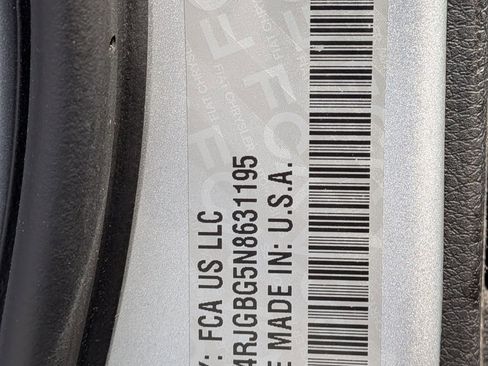 Y: FCA US LLC
4RJGBG5N8631195
E MADE IN: U.S.A.